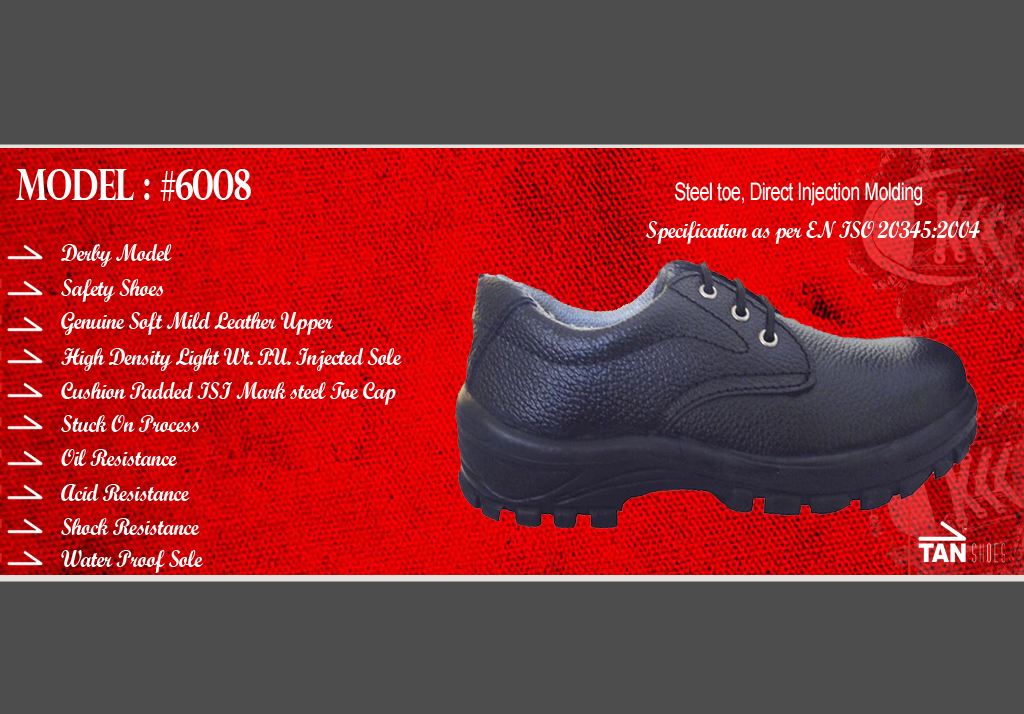 MODEL : #6008
Steel toe, Direct Injection Molding
Specification as per EN ISO 20345:2004
Derby Model
Safety Shoes
Genuine Soft Mild Leather Upper
High Density Light Wt. P.U. Injected Sole
Cushion Padded ISI Mark steel Toe Cap
Stuck On Process
Oil Resistance
Acid Resistance
Shock Resistance
Water Proof Sole
TAN SHOES